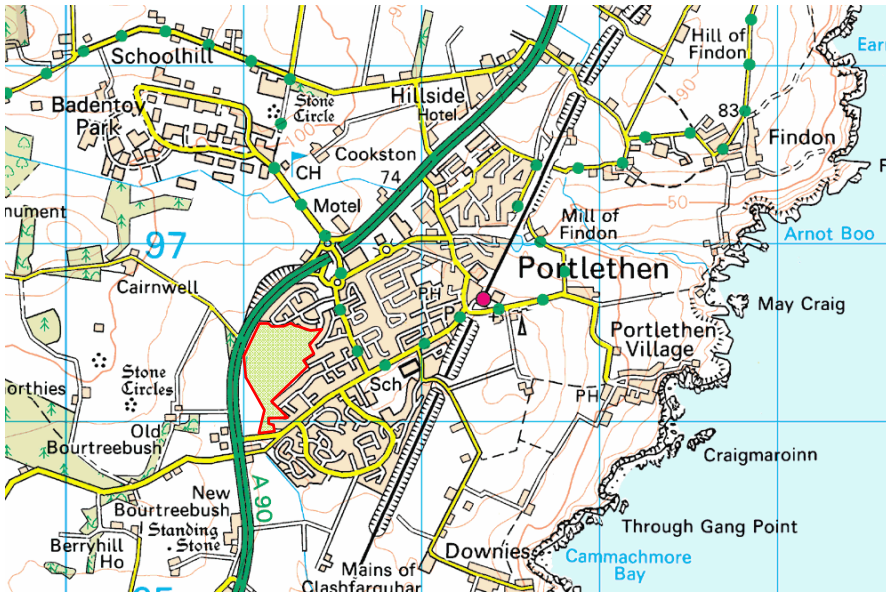 Schoolhill
Hill of
Findon
Badentoy
Park
Stone
Circle
100
Hillside
Hotel
90
83
Findon
Cookston
CH
74
Motel
50
Mill of
Findon
Arnot Boo
97
Cairnwell
Portlethen
PH
P
May Craig
Portlethen
Village
Stone
Circles
Sch
PH
Old
Bourtreebush
Craigmaroinn
A 90
New
Bourtreebush
Standing
Stone
Through Gang Point
Berryhill
Ho
Downies
Cammachmore
Bay
Mains of
Clashfarquhar